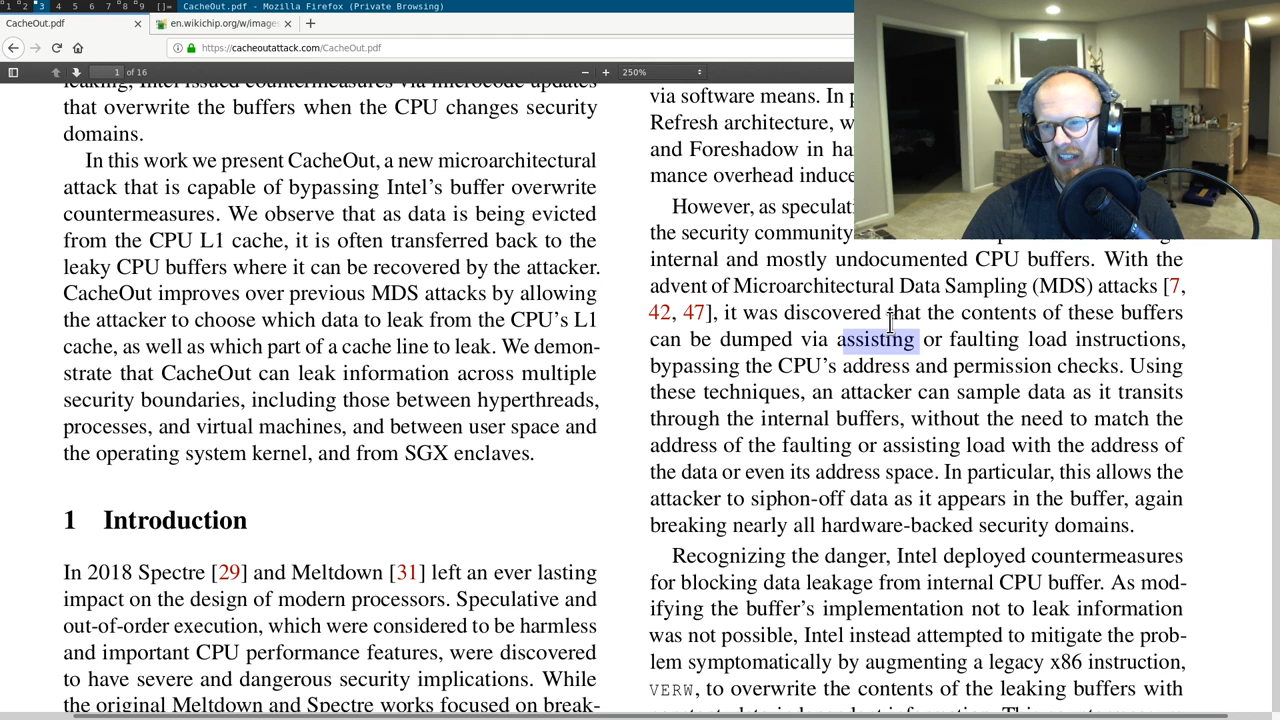 1 2 3 4 5 6 7 8 9 []= CacheOut.pdf - Mozilla Firefox (Private Browsing)
CacheOut.pdf
en.wikichip.org/w/image
https://cacheoutattack.com/CacheOut.pdf
1 of 16
250%
leaking, Intel issued countermeasures via microcode updates
that overwrite the buffers when the CPU changes security
domains.
In this work we present CacheOut, a new microarchitectural
attack that is capable of bypassing Intel's buffer overwrite
countermeasures. We observe that as data is being evicted
from the CPU L1 cache, it is often transferred back to the
leaky CPU buffers where it can be recovered by the attacker.
CacheOut improves over previous MDS attacks by allowing
the attacker to choose which data to leak from the CPU's L1
cache, as well as which part of a cache line to leak. We demon-
strate that CacheOut can leak information across multiple
security boundaries, including those between hyperthreads,
processes, and virtual machines, and between user space and
the operating system kernel, and from SGX enclaves.
1 Introduction
In 2018 Spectre [29] and Meltdown [31] left an ever lasting
impact on the design of modern processors. Speculative and
out-of-order execution, which were considered to be harmless
and important CPU performance features, were discovered
to have severe and dangerous security implications. While
the original Meltdown and Spectre works focused on break-
via software means. In
Refresh architecture,
and Foreshadow in
mance overhead
However, as
the security community
internal and mostly undocumented CPU buffers. With the
advent of Microarchitectural Data Sampling (MDS) attacks [7,
42, 47], it was discovered that the contents of these buffers
can be dumped via assisting or faulting load instructions,
bypassing the CPU's address and permission checks. Using
these techniques, an attacker can sample data as it transits
through the internal buffers, without the need to match the
address of the faulting or assisting load with the address of
the data or even its address space. In particular, this allows the
attacker to siphon-off data as it appears in the buffer, again
breaking nearly all hardware-backed security domains.
Recognizing the danger, Intel deployed countermeasures
for blocking data leakage from internal CPU buffer. As mod-
ifying the buffer's implementation not to leak information
was not possible, Intel instead attempted to mitigate the prob-
lem symptomatically by augmenting a legacy x86 instruction,
VERW, to overwrite the contents of the leaking buffers with